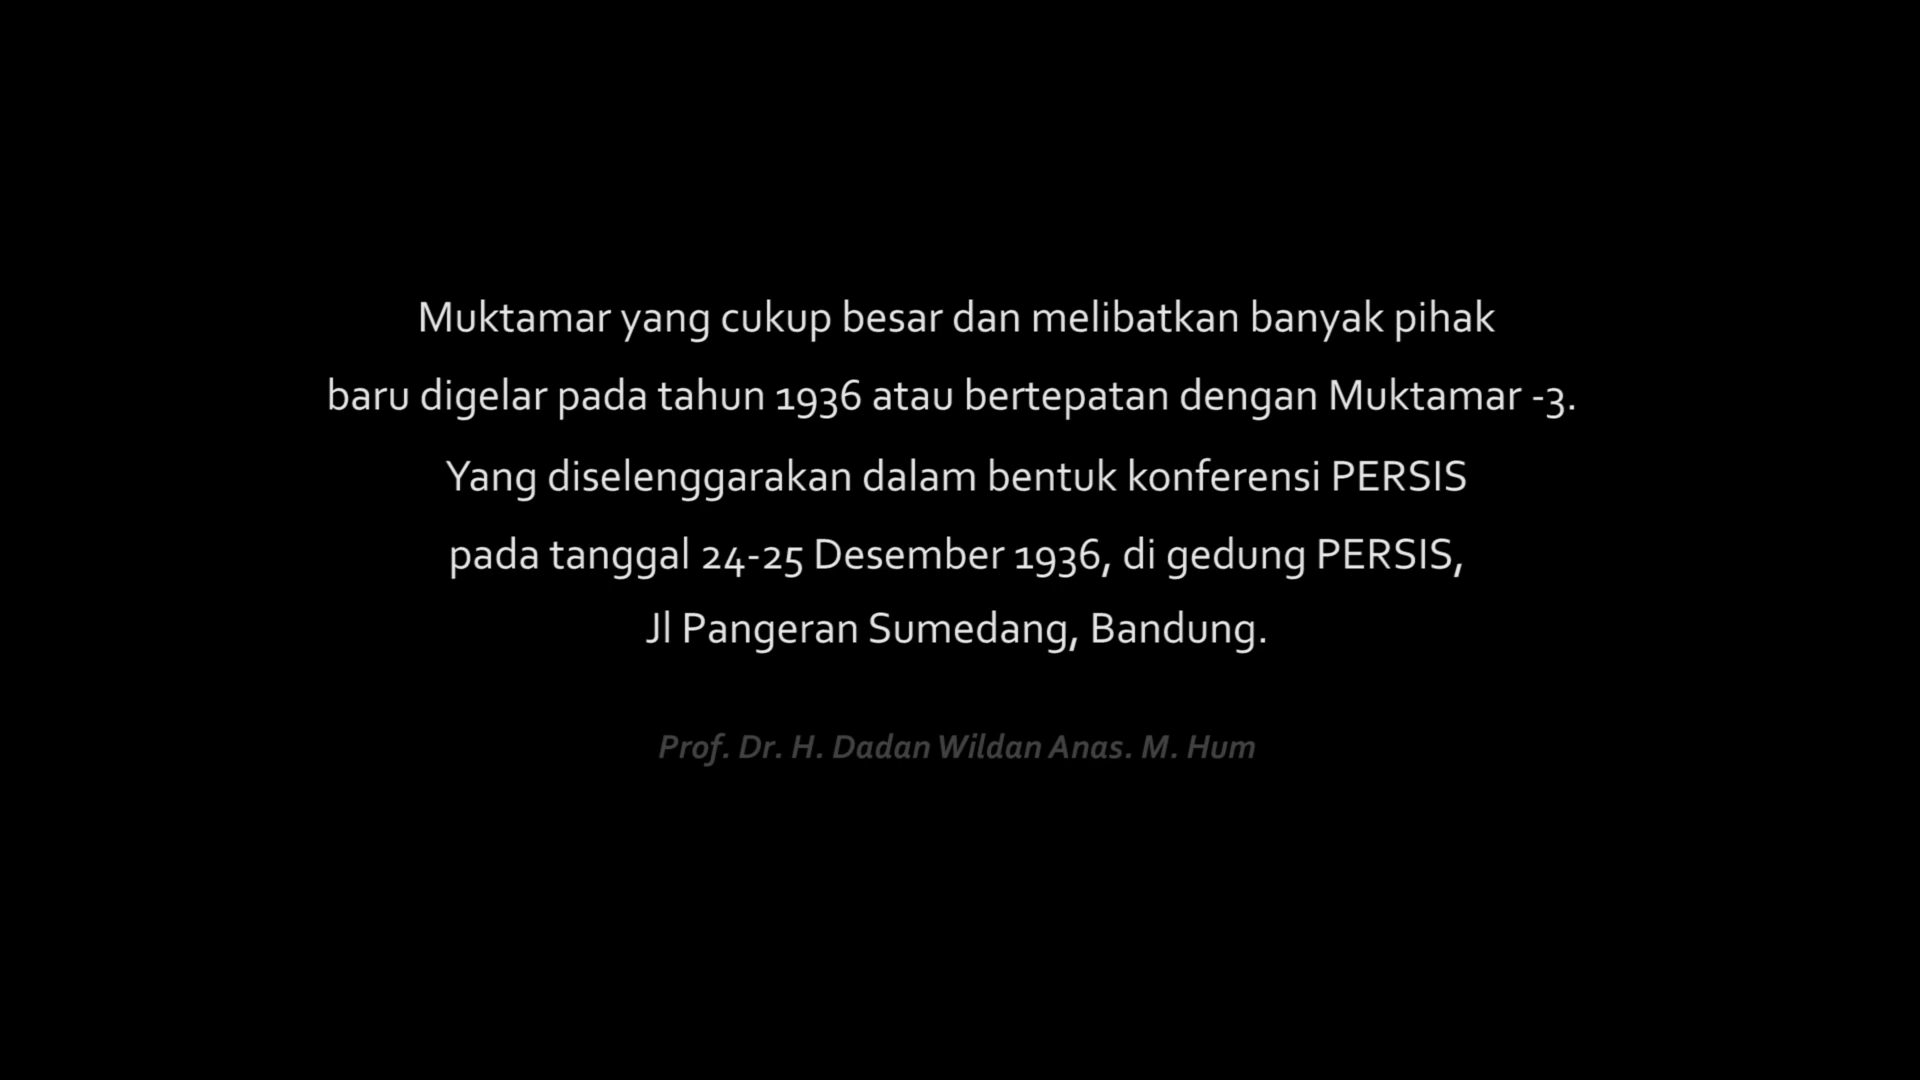 Muktamar yang cukup besar dan melibatkan banyak pihak
baru digelar pada tahun 1936 atau bertepatan dengan Muktamar -3.
Yang diselenggarakan dalam bentuk konferensi PERSIS
pada tanggal 24-25 Desember 1936, di gedung PERSIS,
Jl Pangeran Sumedang, Bandung.
Prof. Dr. H. Dadan Wildan Anas. M. Hum